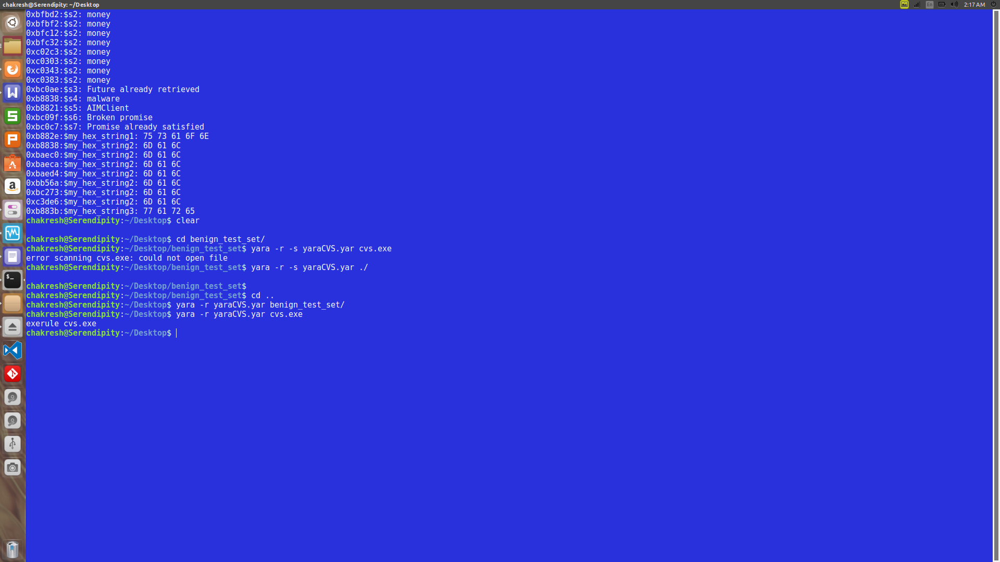 chakresh@Serendipity: ~/Desktop
En
2:17 AM
0xbfbd2:$s2: money
0xbfbf2:$s2: money
0xbfc12:$s2: money
0xbfc32:$s2: money
0xc02c3:$s2: money
0xc0303:$s2: money
0xc0343:$s2: money
0xc0383:$s2: money
0xbc0ae:$s3: Future already retrieved
0xb8838:$s4: malware
0xb8821:$s5: AIMClient
0xbc09f:$s6: Broken promise
0xbc0c7:$s7: Promise already satisfied
0xb882e:$my_hex_string1: 75 73 61 6F 6E
0xb8838:$my_hex_string2: 6D 61 6C
0xbaec0:$my_hex_string2: 6D 61 6C
0xbaeca:$my_hex_string2: 6D 61 6C
0xbaed4:$my_hex_string2: 6D 61 6C
0xbb56a:$my_hex_string2: 6D 61 6C
0xbc273:$my_hex_string2: 6D 61 6C
0xc3de6:$my_hex_string2: 6D 61 6C
0xb883b:$my_hex_string3: 77 61 72 65
chakresh@Serendipity:~/Desktop$ clear
chakresh@Serendipity:~/Desktop$ cd benign_test_set/
chakresh@Serendipity:~/Desktop/benign_test_set$ yara -r -s yaraCVS.yar cvs.exe
error scanning cvs.exe: could not open file
chakresh@Serendipity:~/Desktop/benign_test_set$ yara -r -s yaraCVS.yar ./
chakresh@Serendipity:~/Desktop/benign_test_set$
chakresh@Serendipity:~/Desktop/benign_test_set$ cd ..
chakresh@Serendipity:~/Desktop$ yara -r yaraCVS.yar benign_test_set/
chakresh@Serendipity:~/Desktop$ yara -r yaraCVS.yar cvs.exe
exerule cvs.exe
chakresh@Serendipity:~/Desktop$